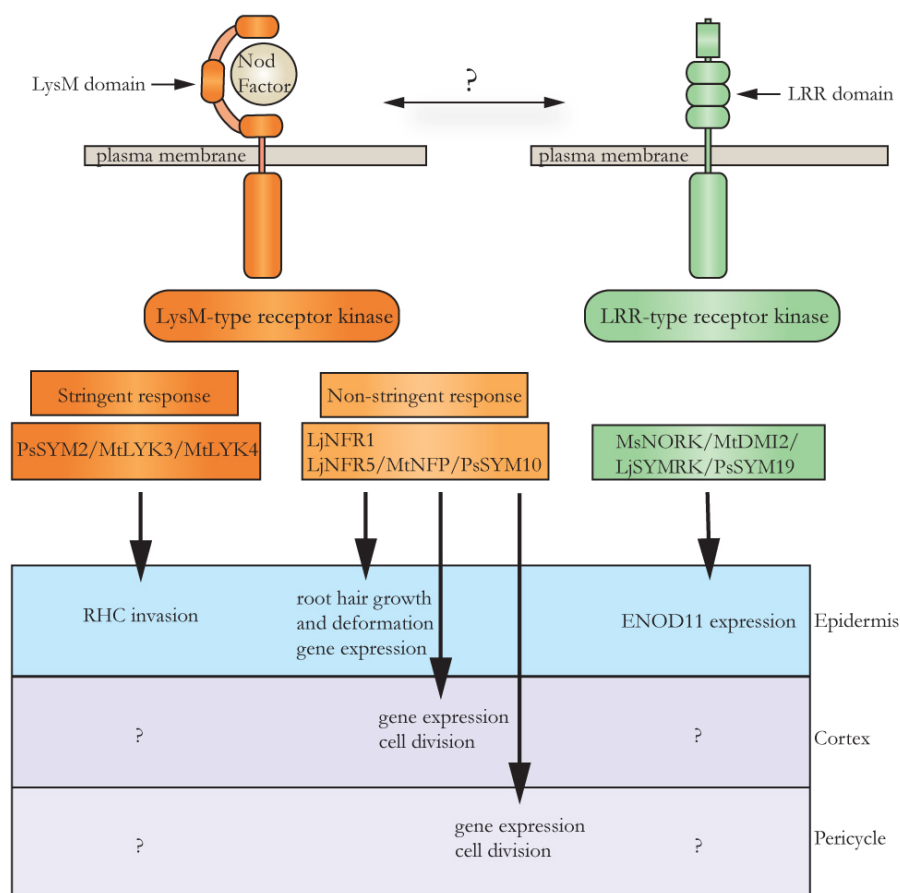 Nod
Factor
LysM domain
?
LRR domain
plasma membrane
plasma membrane
LysM-type receptor kinase
LRR-type receptor kinase
Stringent response
Non-stringent response
PsSYM2/MtLYK3/MtLYK4
LjNFR1
LjNFR5/MtNFP/PsSYM10
MsNORK/MtDMI2/
LjSYMRK/PsSYM19
RHC invasion
root hair growth
and deformation
gene expression
ENOD11 expression
Epidermis
?
gene expression
cell division
?
Cortex
?
gene expression
cell division
?
Pericycle